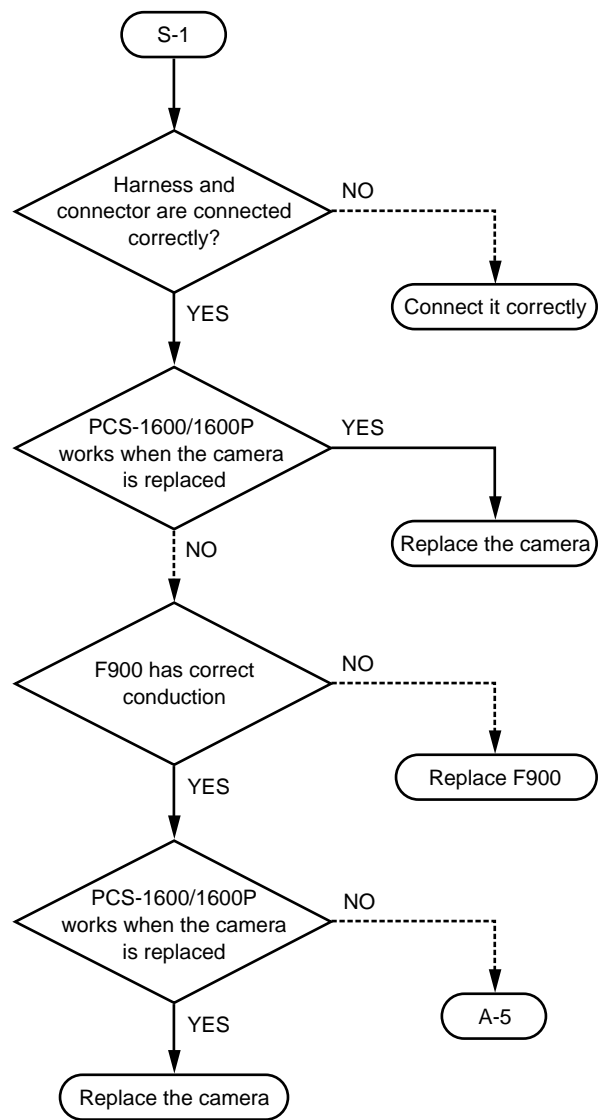 S-1
Harness and
connector are connected
correctly?
NO
Connect it correctly
YES
PCS-1600/1600P
works when the camera
is replaced
YES
Replace the camera
NO
F900 has correct
conduction
NO
Replace F900
YES
PCS-1600/1600P
works when the camera
is replaced
NO
A-5
YES
Replace the camera